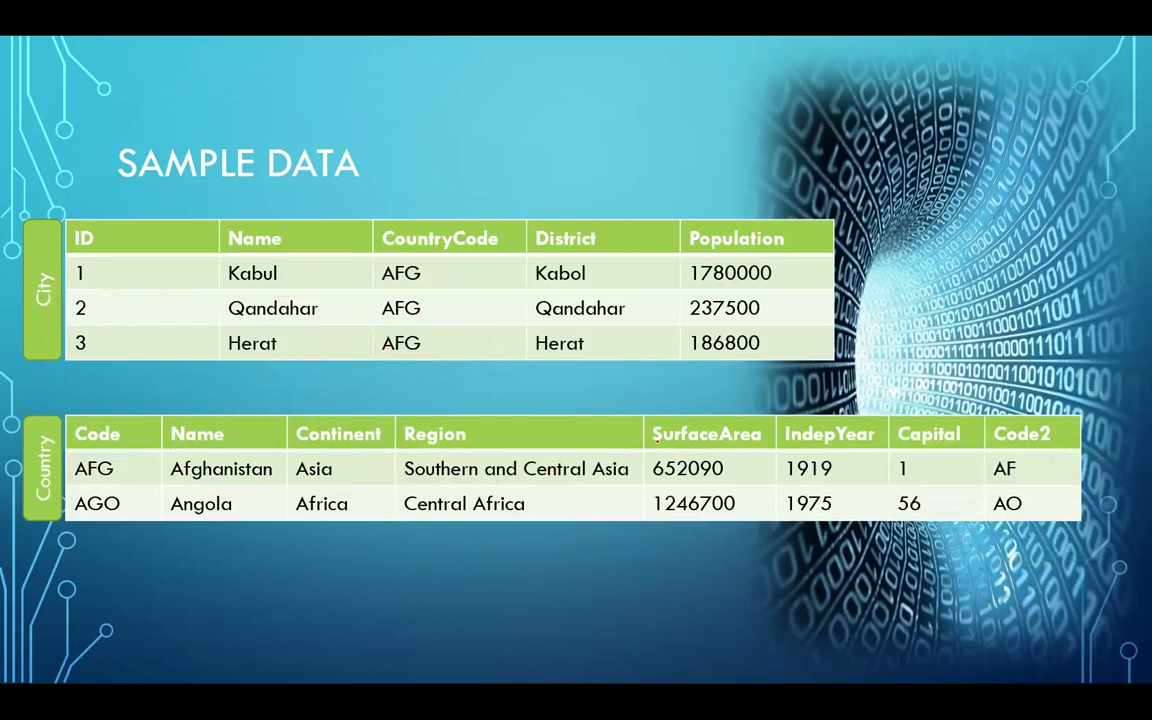 SAMPLE DATA
City
ID Name CountryCode District Population
1 Kabul AFG Kabol 1780000
2 Qandahar AFG Qandahar 237500
3 Herat AFG Herat 186800
Country
Code Name Continent Region SurfaceArea IndepYear Capital Code2
AFG Afghanistan Asia Southern and Central Asia 652090 1919 1 AF
AGO Angola Africa Central Africa 1246700 1975 56 AO